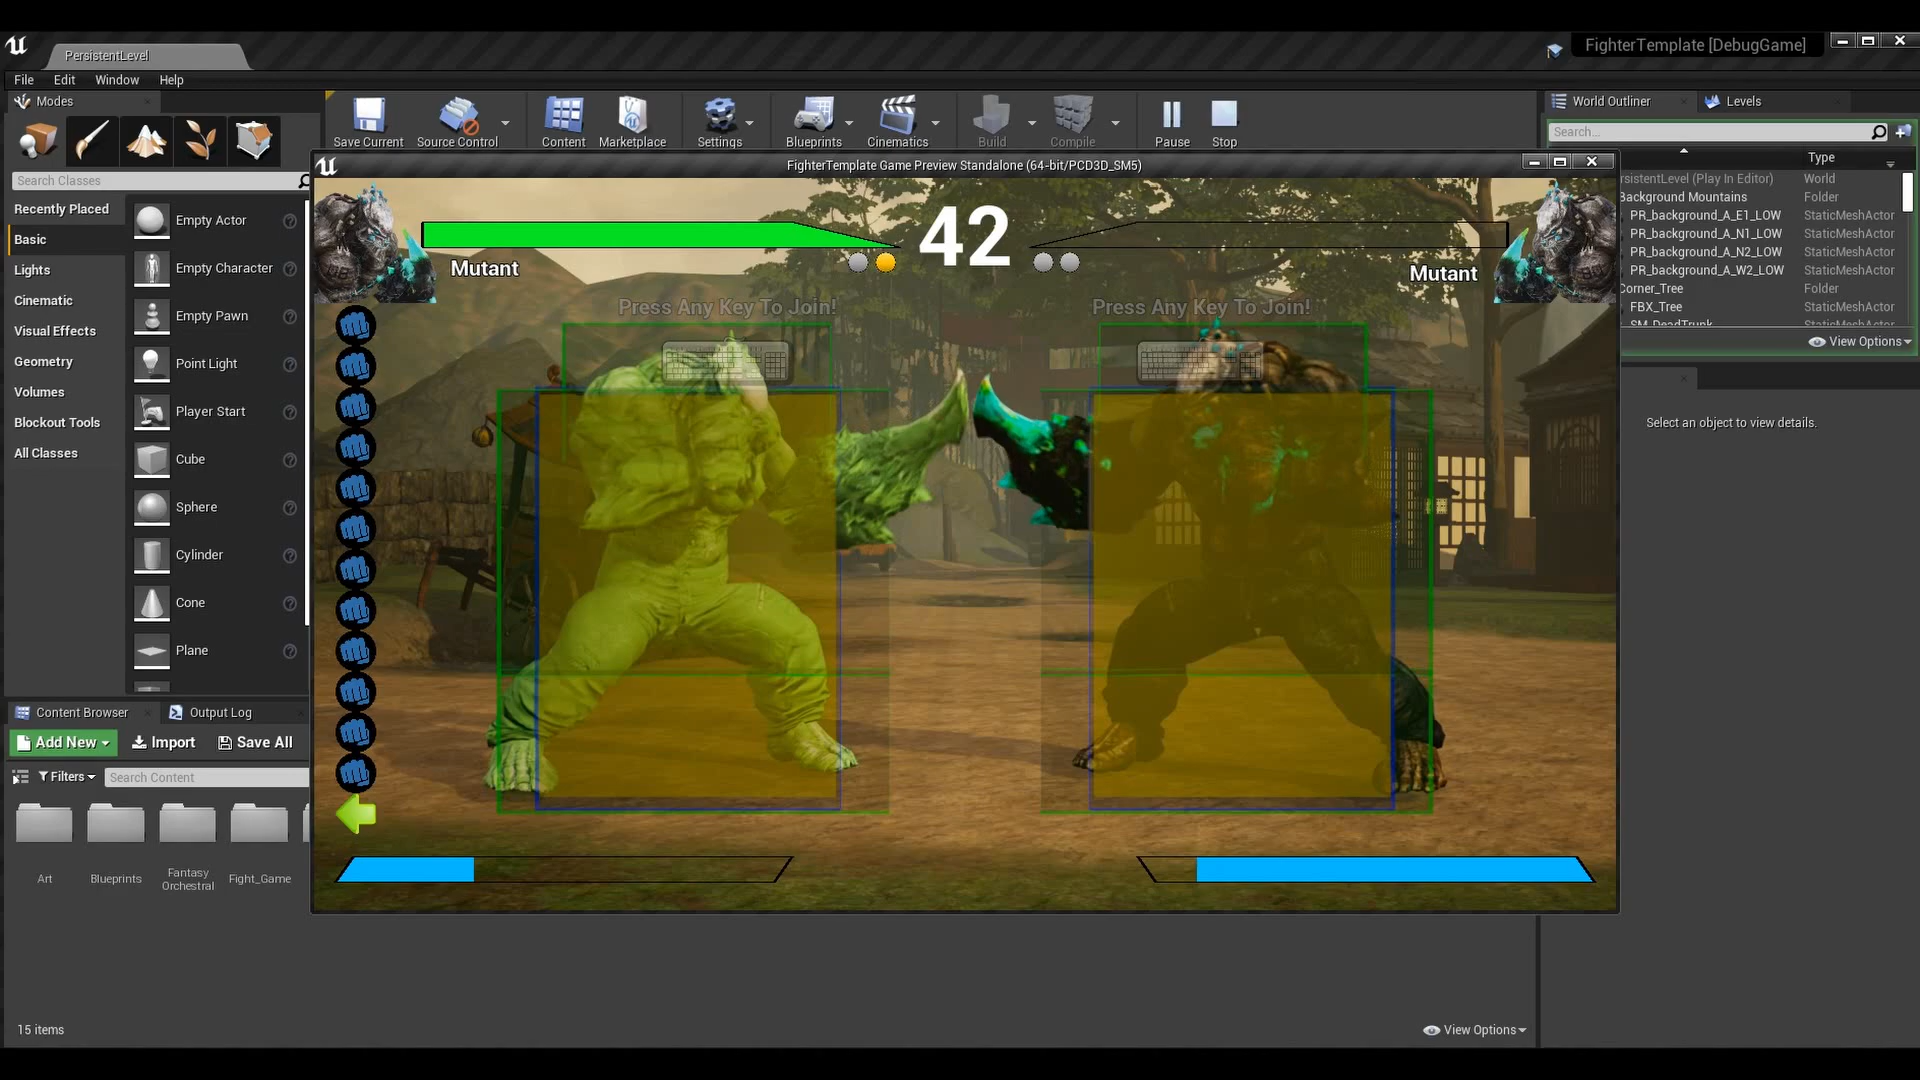 PersistentLevel
FighterTemplate [DebugGame]
File Edit Window Help
Modes
Save Current
Source Control
Content
Marketplace
Settings
Blueprints
Cinematics
Build
Compile
Pause
Stop
World Outliner
Levels
Search...
Type
FighterTemplate Game Preview Standalone (64-bit/PCD3D_SM5)
Search Classes
Recently Placed
Basic
Lights
Cinematic
Visual Effects
Geometry
Volumes
Blockout Tools
All Classes
Empty Actor
Empty Character
Empty Pawn
Point Light
Player Start
Cube
Sphere
Cylinder
Cone
Plane
42
Mutant
Mutant
Press Any Key To Join!
Press Any Key To Join!
rsistentLevel (Play In Editor) World
Background Mountains Folder
PR_background_A_E1_LOW StaticMeshActor
PR_background_A_N1_LOW StaticMeshActor
PR_background_A_N2_LOW StaticMeshActor
PR_background_A_W2_LOW StaticMeshActor
Corner_Tree Folder
FBX_Tree StaticMeshActor
SM_DeadTrunk StaticMeshActor
View Options
Select an object to view details.
Content Browser
Output Log
Add New
Import
Save All
Filters
Search Content
Art
Blueprints
Fantasy
Orchestral
Fight_Game
15 items
View Options